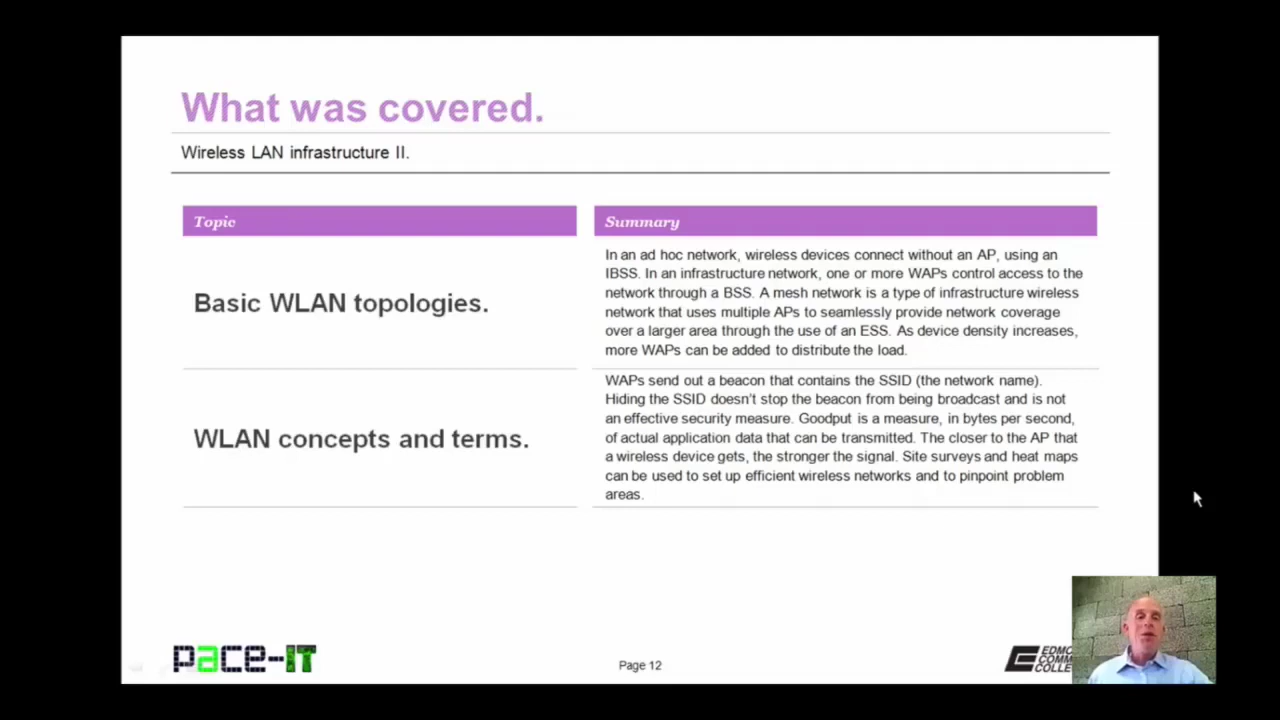 What was covered.
Wireless LAN infrastructure II.
Topic
Summary
Basic WLAN topologies.
In an ad hoc network, wireless devices connect without an AP, using an
IBSS. In an infrastructure network, one or more WAPs control access to the
network through a BSS. A mesh network is a type of infrastructure wireless
network that uses multiple APs to seamlessly provide network coverage
over a larger area through the use of an ESS. As device density increases,
more WAPs can be added to distribute the load.
WLAN concepts and terms.
WAPs send out a beacon that contains the SSID (the network name).
Hiding the SSID doesn't stop the beacon from being broadcast and is not
an effective security measure. Goodput is a measure, in bytes per second,
of actual application data that can be transmitted. The closer to the AP that
a wireless device gets, the stronger the signal. Site surveys and heat maps
can be used to set up efficient wireless networks and to pinpoint problem
areas.
pace-IT
Page 12